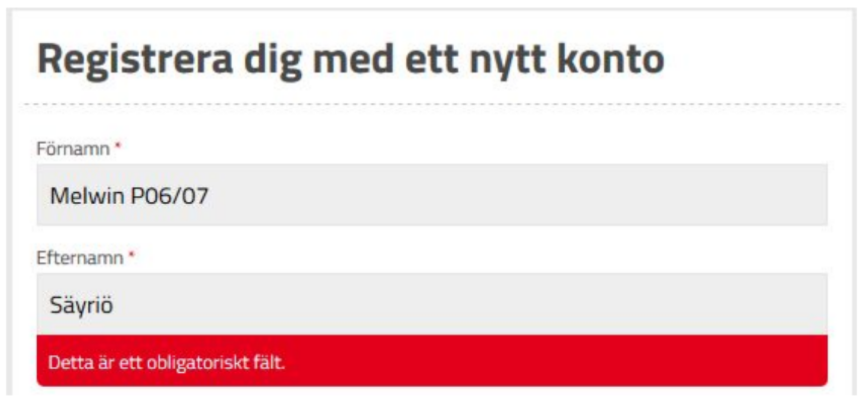 Registrera dig med ett nytt konto
Förnamn *
Melwin P06/07
Efternamn *
Säyriö
Detta är ett obligatoriskt fält.